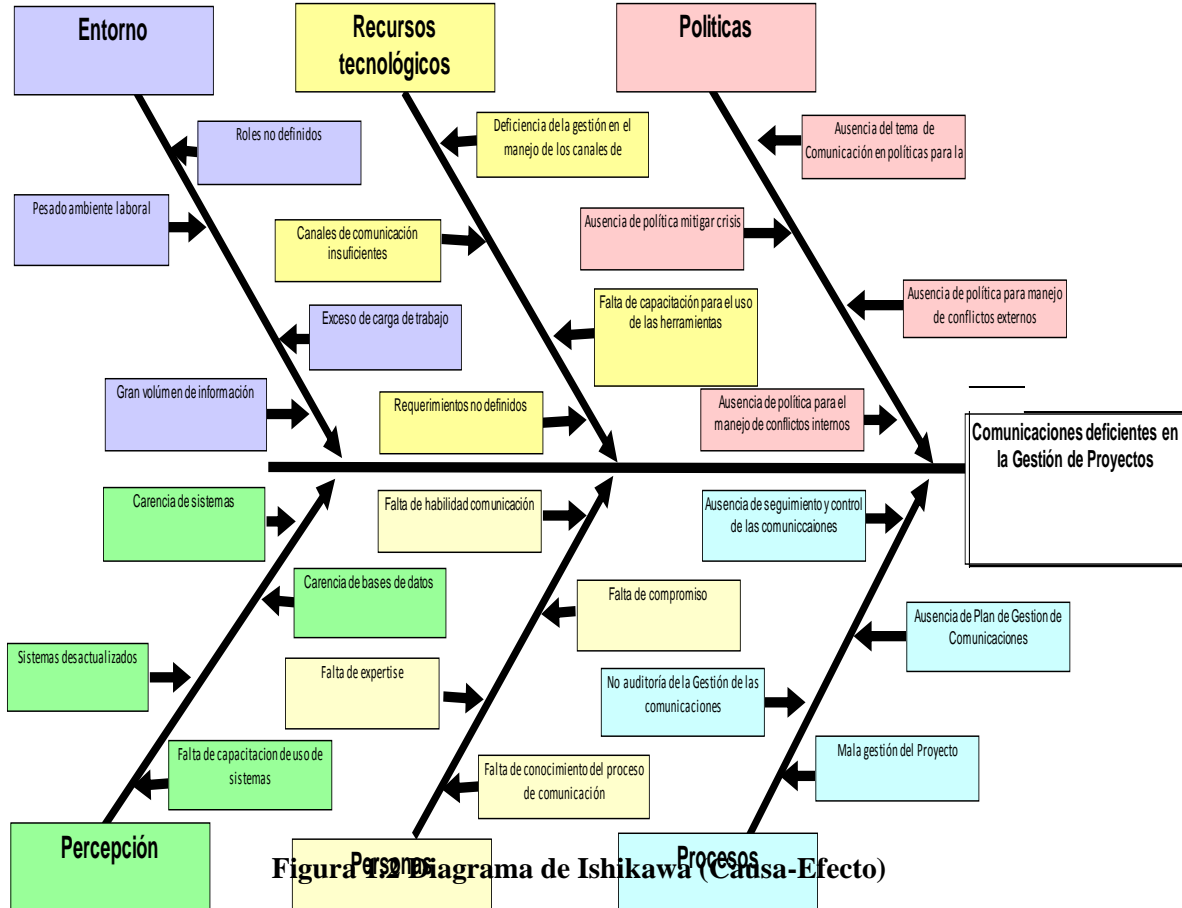 Entorno
Recursos
tecnológicos
Politicas
Roles no definidos
Pesado ambiente laboral
Exceso de carga de trabajo
Gran volúmen de información
Deficiencia de la gestión en el
manejo de los canales de
Canales de comunicación
insuficientes
Falta de capacitación para el uso
de las herramientas
Requerimientos no definidos
Ausencia del tema de
Comunicación en políticas para la
Ausencia de política mitigar crisis
Ausencia de política para manejo
de conflictos externos
Ausencia de política para el
manejo de conflictos internos
Comunicaciones deficientes en
la Gestión de Proyectos
Carencia de sistemas
Carencia de bases de datos
Sistemas desactualizados
Falta de capacitacion de uso de
sistemas
Falta de habilidad comunicación
Falta de compromiso
Falta de expertise
Falta de conocimiento del proceso
de comunicación
Ausencia de seguimiento y control
de las comuniccaiones
Ausencia de Plan de Gestion de
Comunicaciones
No auditoría de la Gestión de las
comunicaciones
Mala gestión del Proyecto
Percepción
Personas
Procesos
Figura 1.2 Diagrama de Ishikawa (Causa-Efecto)